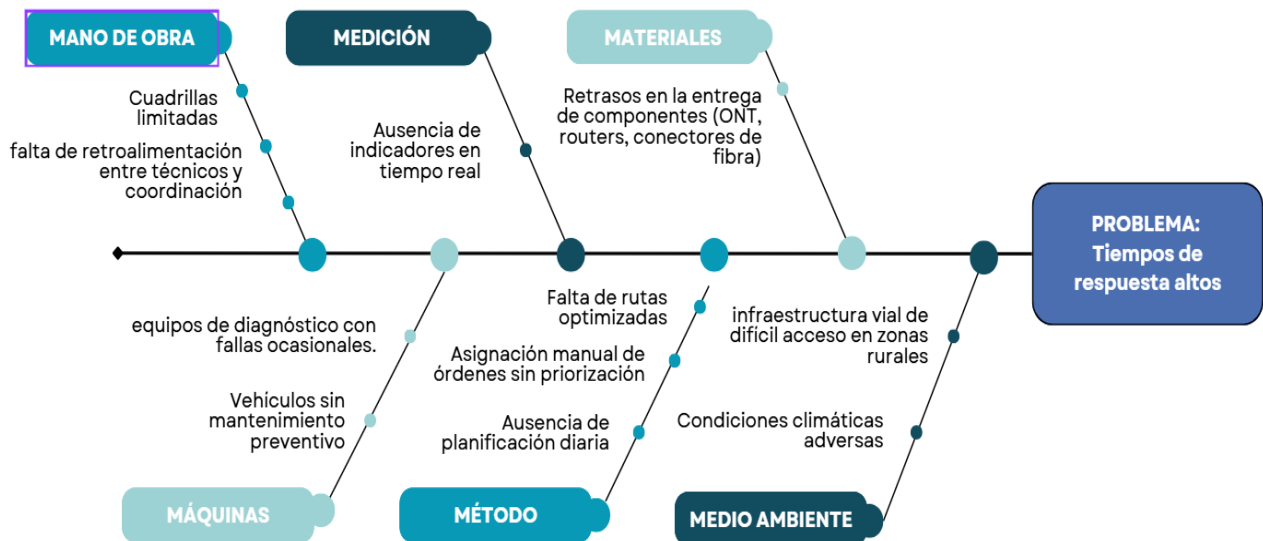 MANO DE OBRA
MEDICIÓN
MATERIALES
Cuadrillas
limitadas
falta de retroalimentación
entre técnicos y
coordinación
Ausencia de
indicadores en
tiempo real
Retrasos en la entrega
de componentes (ONT,
routers, conectores de
fibra)
PROBLEMA:
Tiempos de
respuesta altos
equipos de diagnóstico con
fallas ocasionales.
Vehículos sin
mantenimiento
preventivo
Falta de rutas
optimizadas
Asignación manual de
órdenes sin priorización
Ausencia de
planificación diaria
infraestructura vial de
difícil acceso en zonas
rurales
Condiciones climáticas
adversas
MÁQUINAS
MÉTODO
MEDIO AMBIENTE